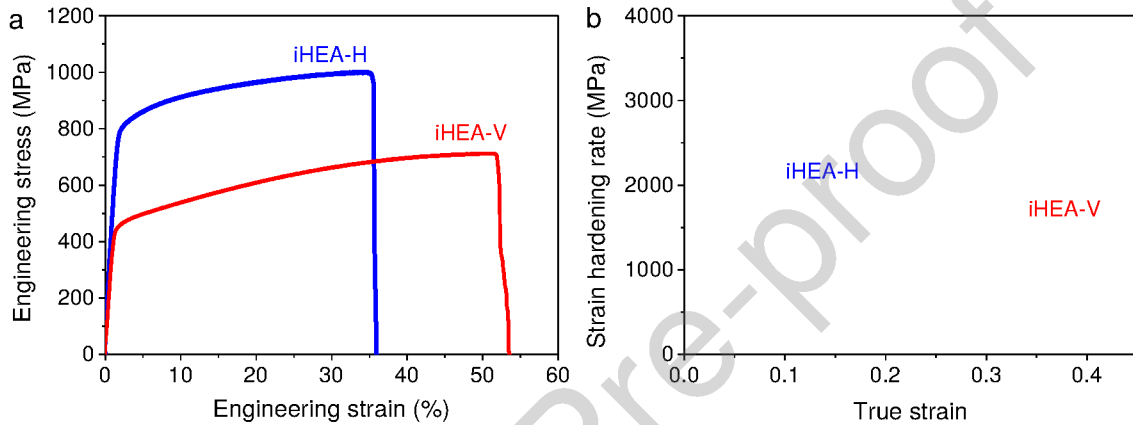 a
1200
1000
800
600
400
200
0
Engineering stress (MPa)
iHEA-H
iHEA-V
0 10 20 30 40 50 60
Engineering strain (%)
b
4000
3000
2000
1000
0
Strain hardening rate (MPa)
iHEA-H
iHEA-V
0.0 0.1 0.2 0.3 0.4
True strain
Pre-proof